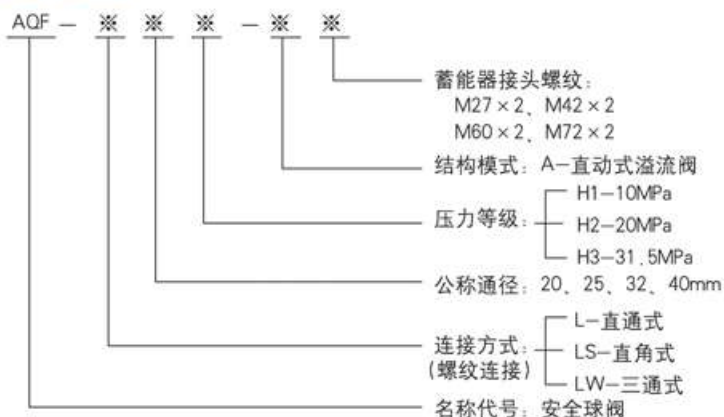 AQF – ※ ※ ※ - ※ ※
蓄能器接头螺纹:
M27×2、M42×2
M60×2、M72×2
结构模式: A–直动式溢流阀
H1–10MPa
压力等级: H2–20MPa
H3–31.5MPa
公称通径: 20、25、32、40mm
L–直通式
连接方式: LS–直角式
(螺纹连接)
LW–三通式
名称代号: 安全球阀